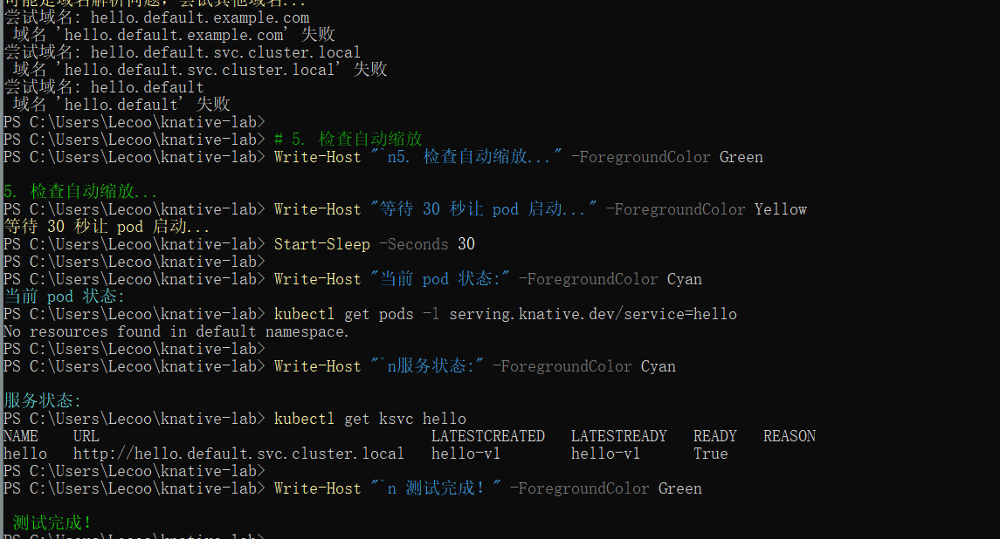 可能是域名解析问题，尝试其他域名...
尝试域名: hello.default.example.com
域名 'hello.default.example.com' 失败
尝试域名: hello.default.svc.cluster.local
域名 'hello.default.svc.cluster.local' 失败
尝试域名: hello.default
域名 'hello.default' 失败
PS C:\Users\Lecoo\knative-lab>
PS C:\Users\Lecoo\knative-lab> # 5. 检查自动缩放
PS C:\Users\Lecoo\knative-lab> Write-Host "`n5. 检查自动缩放..." -ForegroundColor Green
5. 检查自动缩放...
PS C:\Users\Lecoo\knative-lab> Write-Host "等待 30 秒让 pod 启动..." -ForegroundColor Yellow
等待 30 秒让 pod 启动...
PS C:\Users\Lecoo\knative-lab> Start-Sleep -Seconds 30
PS C:\Users\Lecoo\knative-lab>
PS C:\Users\Lecoo\knative-lab> Write-Host "当前 pod 状态:" -ForegroundColor Cyan
当前 pod 状态:
PS C:\Users\Lecoo\knative-lab> kubectl get pods -l serving.knative.dev/service=hello
No resources found in default namespace.
PS C:\Users\Lecoo\knative-lab>
PS C:\Users\Lecoo\knative-lab> Write-Host "`n服务状态:" -ForegroundColor Cyan
服务状态:
PS C:\Users\Lecoo\knative-lab> kubectl get ksvc hello
NAME URL LATESTCREATED LATESTREADY READY REASON
hello http://hello.default.svc.cluster.local hello-v1 hello-v1 True
PS C:\Users\Lecoo\knative-lab>
PS C:\Users\Lecoo\knative-lab> Write-Host "`n 测试完成！" -ForegroundColor Green
测试完成！
PS C:\Users\Lecoo\knative-lab>